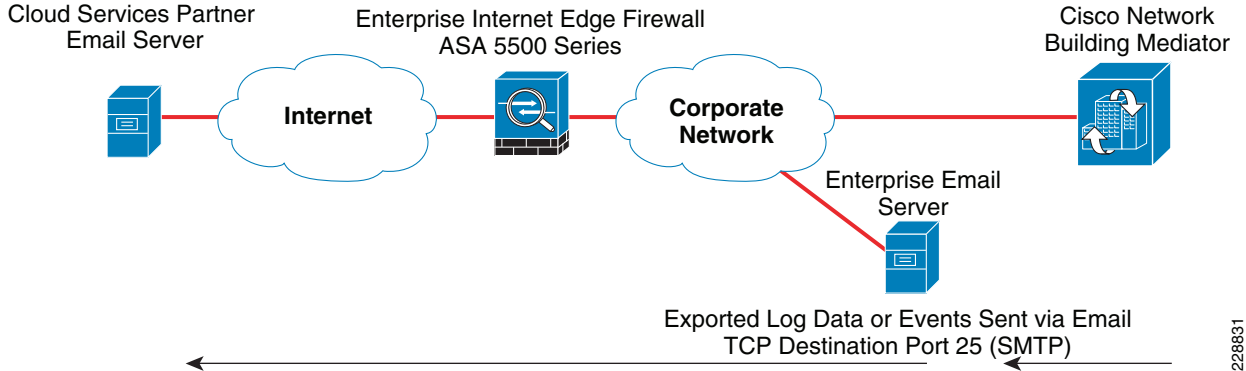 Cloud Services Partner
Email Server
Enterprise Internet Edge Firewall
ASA 5500 Series
Cisco Network
Building Mediator
Internet
Corporate
Network
Enterprise Email
Server
Exported Log Data or Events Sent via Email
TCP Destination Port 25 (SMTP)
228831